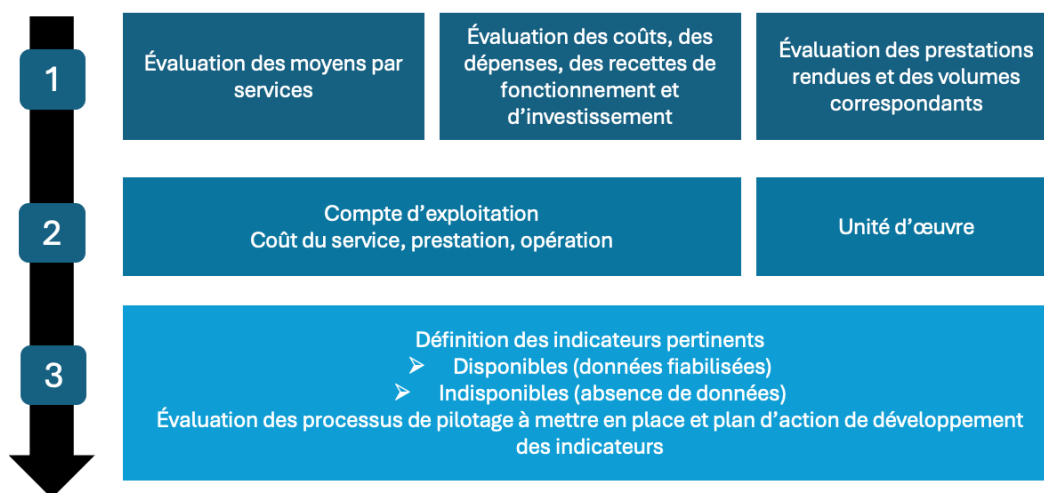 1
Évaluation des moyens par
services
Évaluation des coûts, des
dépenses, des recettes de
fonctionnement et
d’investissement
Évaluation des prestations
rendues et des volumes
correspondants
2
Compte d’exploitation
Coût du service, prestation, opération
Unité d’œuvre
3
Définition des indicateurs pertinents
➢ Disponibles (données fiabilisées)
➢ Indisponibles (absence de données)
Évaluation des processus de pilotage à mettre en place et plan d’action de développement
des indicateurs